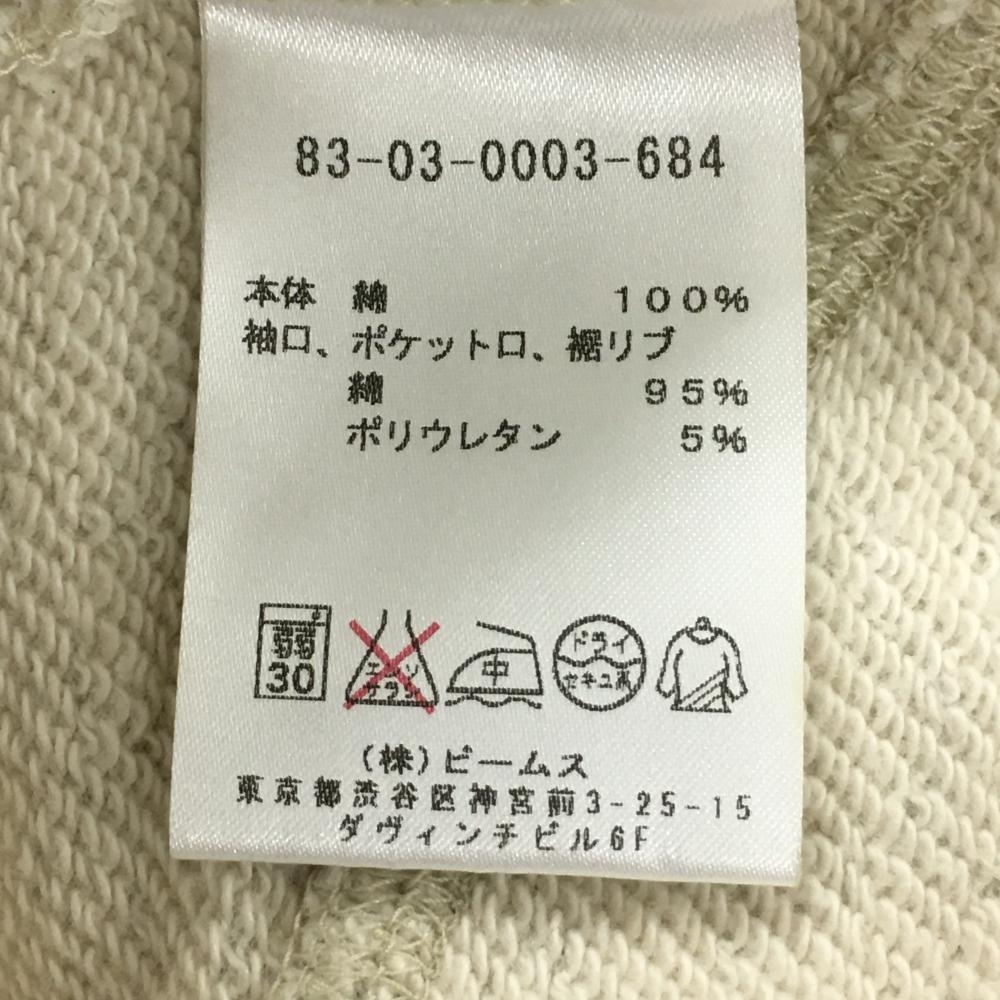 83-03-0003-684
本体 綿 100%
袖口、ポケット口、裾リブ
綿 95%
ポリウレタン 5%
弱
30
エンソ
サラシ
中
ドライ
セキユ系
(株)ビームス
東京都渋谷区神宮前3-25-15
ダヴィンチビル6F